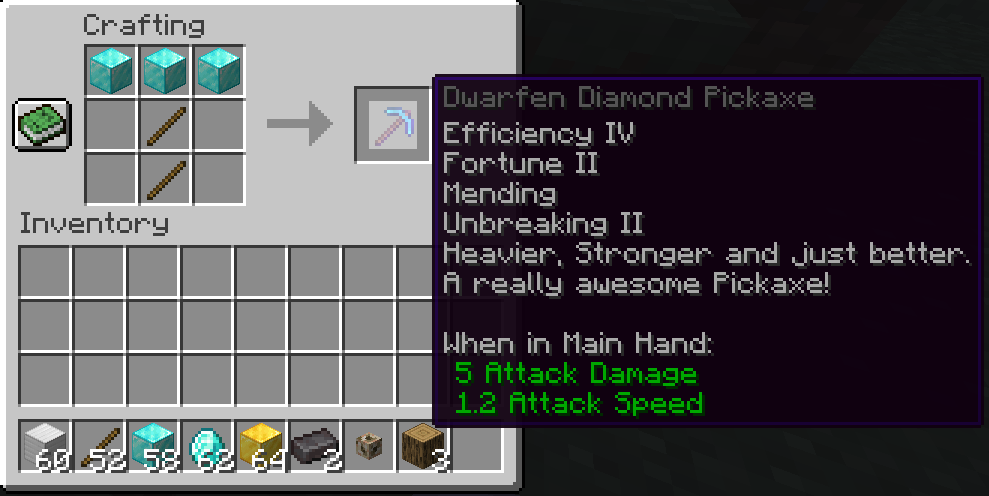 Crafting
Dwarfen Diamond Pickaxe
Efficiency IV
Fortune II
Mending
Unbreaking II
Heavier, Stronger and just better.
A really awesome Pickaxe!
When in Main Hand:
5 Attack Damage
1.2 Attack Speed
Inventory
60 52 58 62 64 2 3